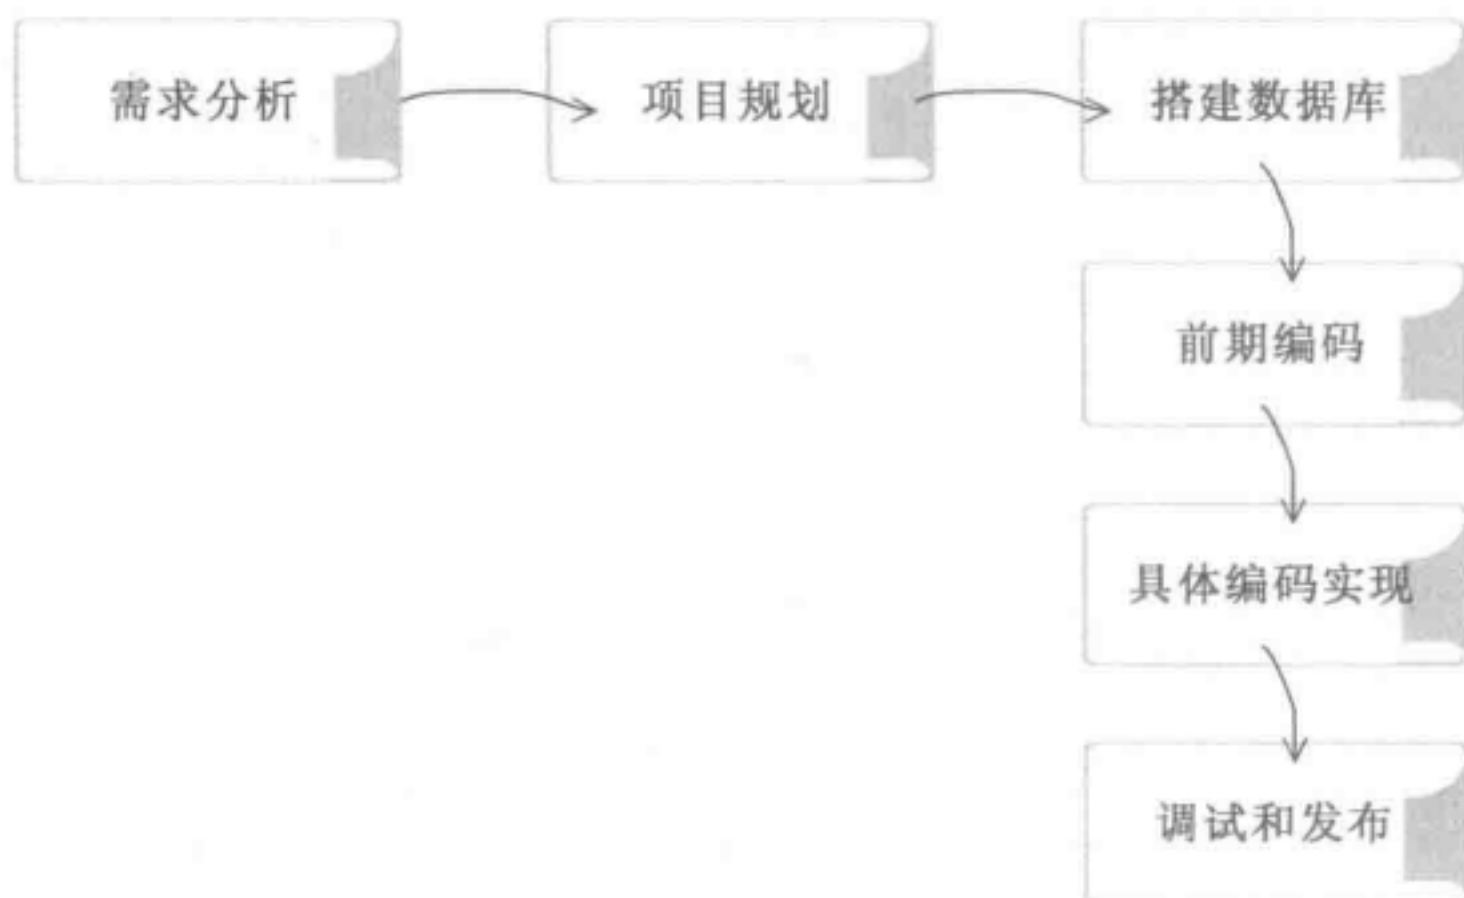 需求分析
项目规划
搭建数据库
前期编码
具体编码实现
调试和发布